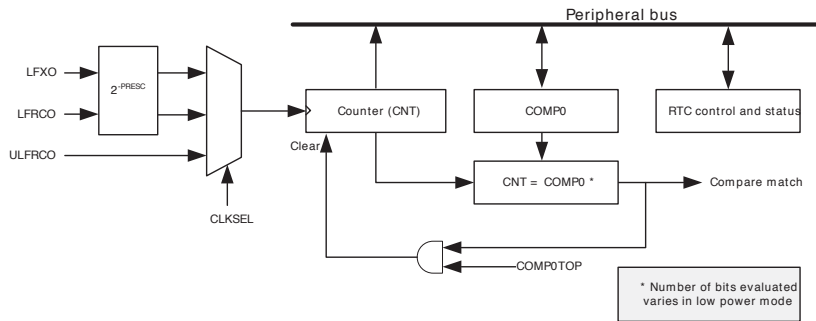 Peripheral bus
LFXO
2-PRESC
LFRCO
ULFRCO
CLKSEL
Counter (CNT)
Clear
COMP0
RTC control and status
CNT = COMP0 *
Compare match
COMP0TOP
* Number of bits evaluated
varies in low power mode